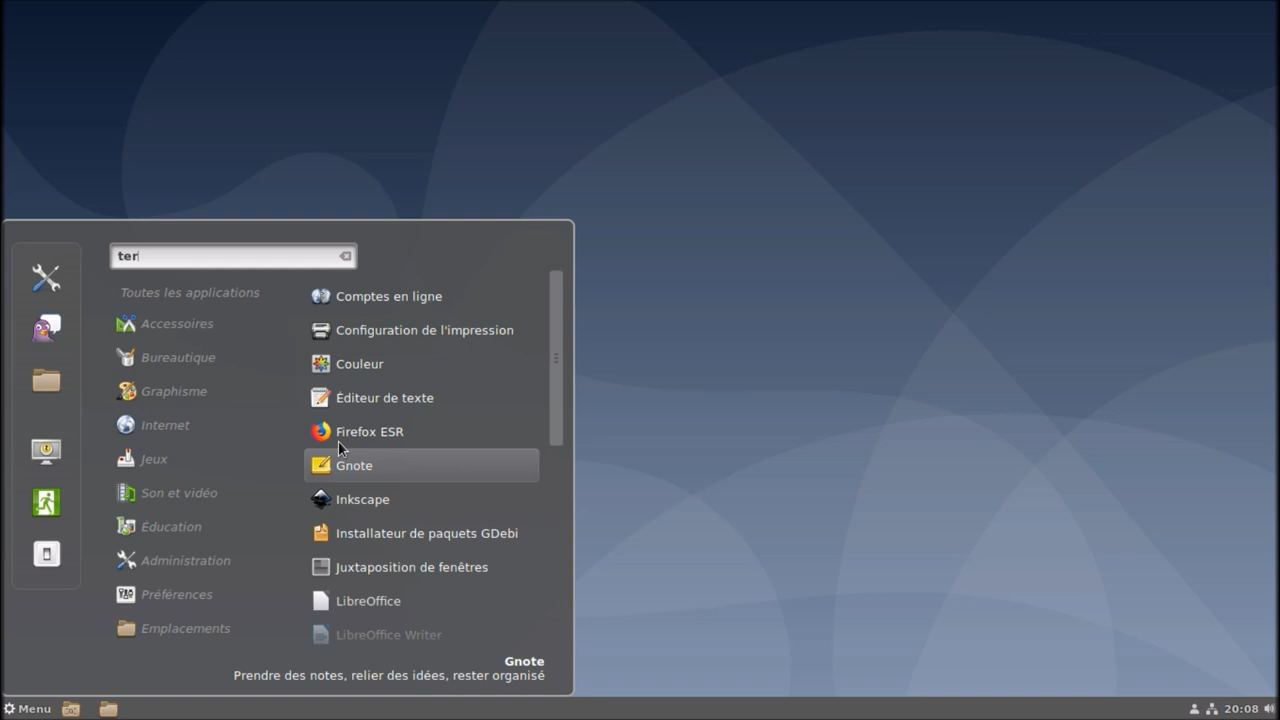 ter
Toutes les applications
Accessoires
Bureautique
Graphisme
Internet
Jeux
Son et vidéo
Éducation
Administration
Préférences
Emplacements
Comptes en ligne
Configuration de l'impression
Couleur
Éditeur de texte
Firefox ESR
Gnote
Inkscape
Installateur de paquets GDebi
Juxtaposition de fenêtres
LibreOffice
LibreOffice Writer
Gnote
Prendre des notes, relier des idées, rester organisé
Menu
20:08